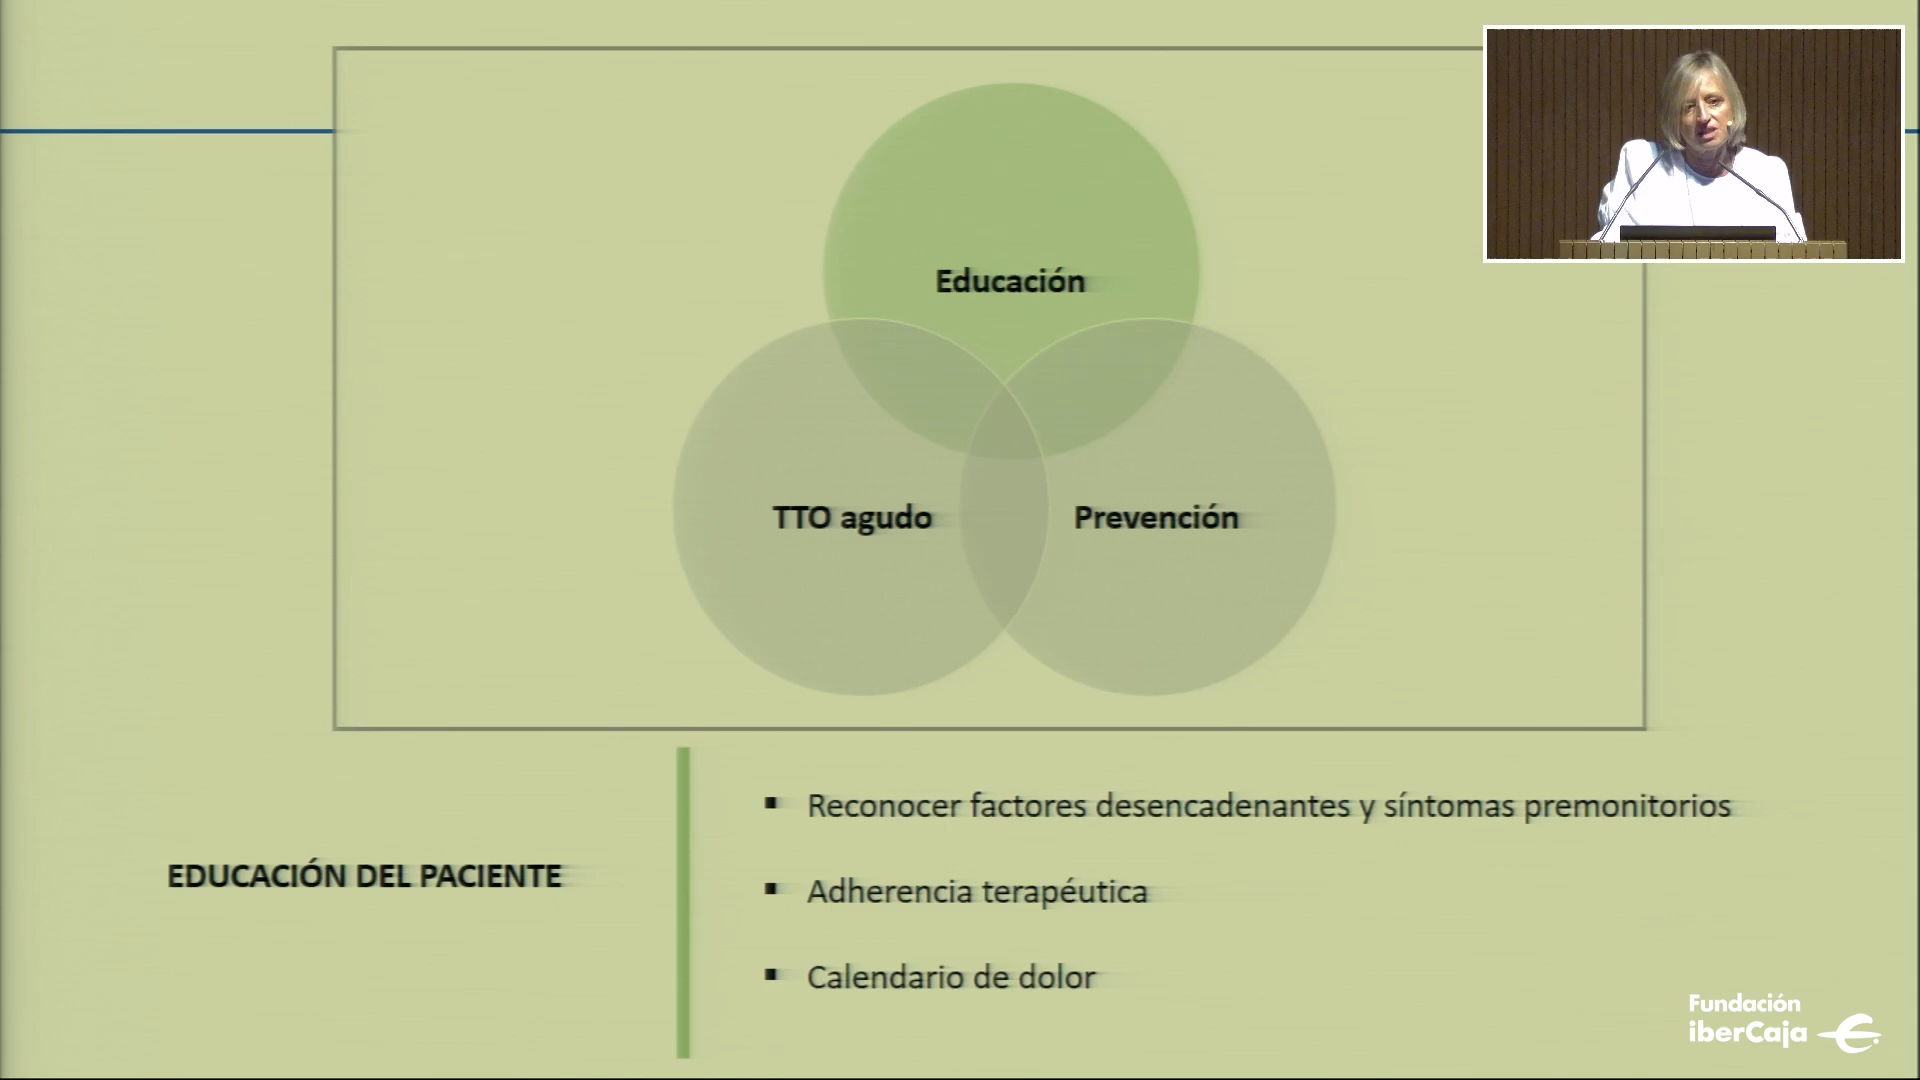 Educación
TTO agudo
Prevención
EDUCACIÓN DEL PACIENTE
▪ Reconocer factores desencadenantes y síntomas premonitorios
▪ Adherencia terapéutica
▪ Calendario de dolor
Fundación
iberCaja